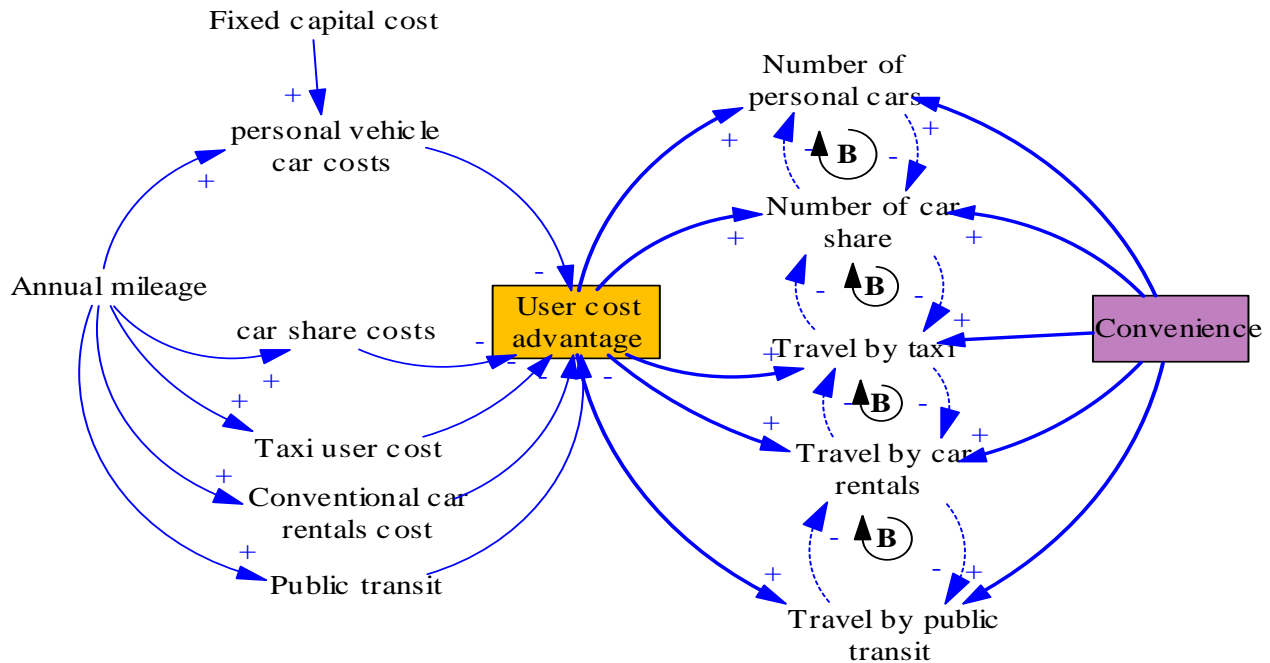 Fixed capital cost
+
personal vehicle
car costs
+
Annual mileage
car share costs
+
+
Taxi user cost
+
Conventional car
rentals cost
+
Public transit
-
-
-
-
-
User cost
advantage
Number of
personal cars
+
+
-
B
-
Number of car
share
+
+
-
B
-
Travel by taxi
+
+
-
B
-
Travel by car
rentals
+
+
-
B
-
Travel by public
transit
+
+
Convenience